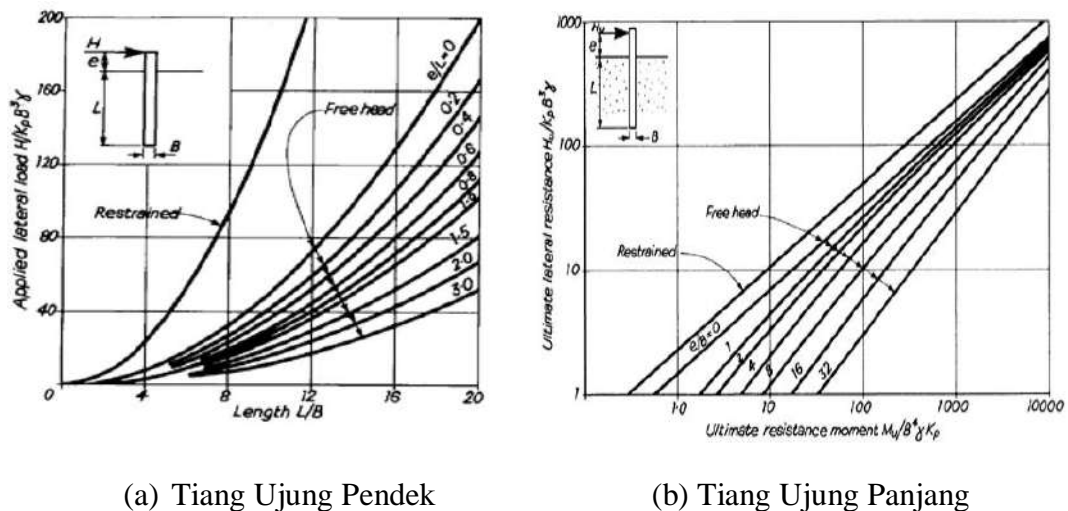 Applied lateral load H/KpB³γ
200
160
120
80
40
0
H
e
L
B
Restrained
e/L=0
0.2
0.4
0.6
0.8
1.0
1.5
2.0
3.0
Free head
4
8
12
16
20
Length L/B
Ultimate lateral resistance Hu/KpB³γ
1000
100
10
1
Hu
e
L
B
Free head
Restrained
e/B=0
1
2
4
8
16
32
1·0
10
100
1000
10000
Ultimate resistance moment Mu/B⁴γKp
(a) Tiang Ujung Pendek
(b) Tiang Ujung Panjang